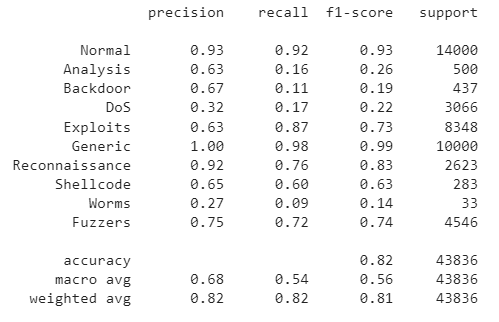 precision recall f1-score support
Normal 0.93 0.92 0.93 14000
Analysis 0.63 0.16 0.26 500
Backdoor 0.67 0.11 0.19 437
DoS 0.32 0.17 0.22 3066
Exploits 0.63 0.87 0.73 8348
Generic 1.00 0.98 0.99 10000
Reconnaissance 0.92 0.76 0.83 2623
Shellcode 0.65 0.60 0.63 283
Worms 0.27 0.09 0.14 33
Fuzzers 0.75 0.72 0.74 4546
accuracy 0.82 43836
macro avg 0.68 0.54 0.56 43836
weighted avg 0.82 0.82 0.81 43836